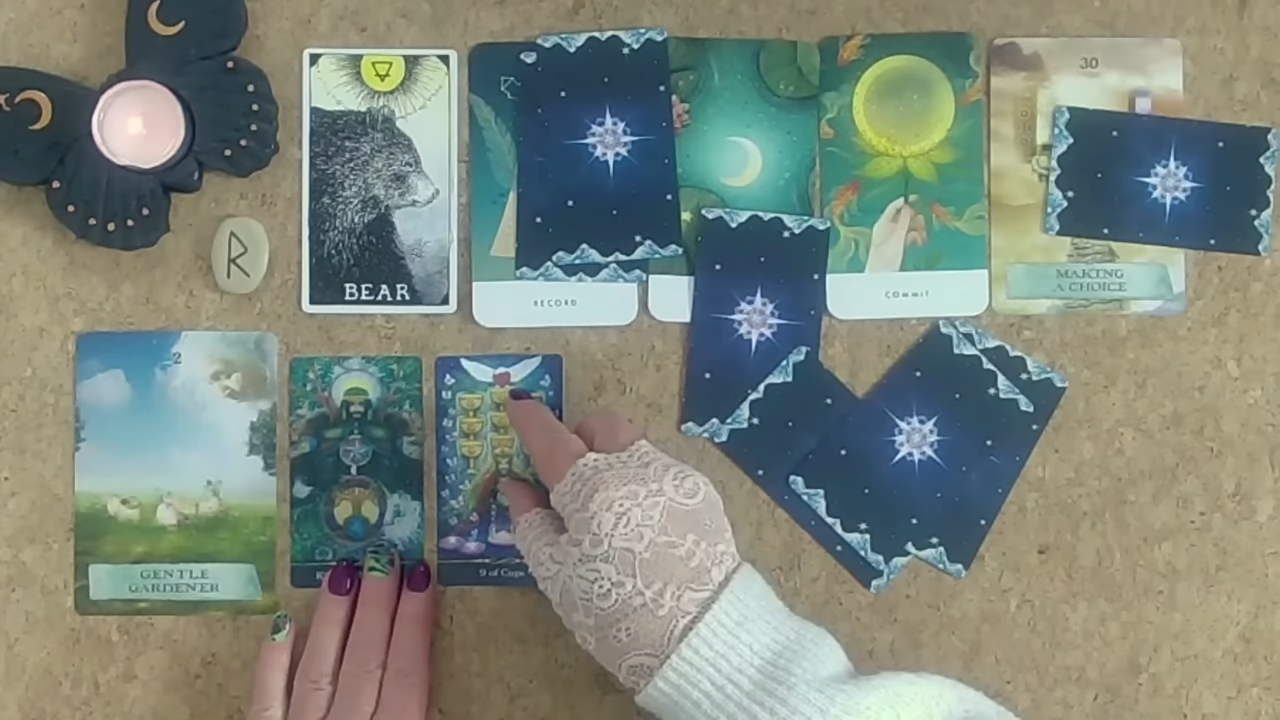 30
BEAR
RECORD
COMMIT
MAKING
A CHOICE
ᚱ
2
GENTLE
GARDENER
9 of Cups